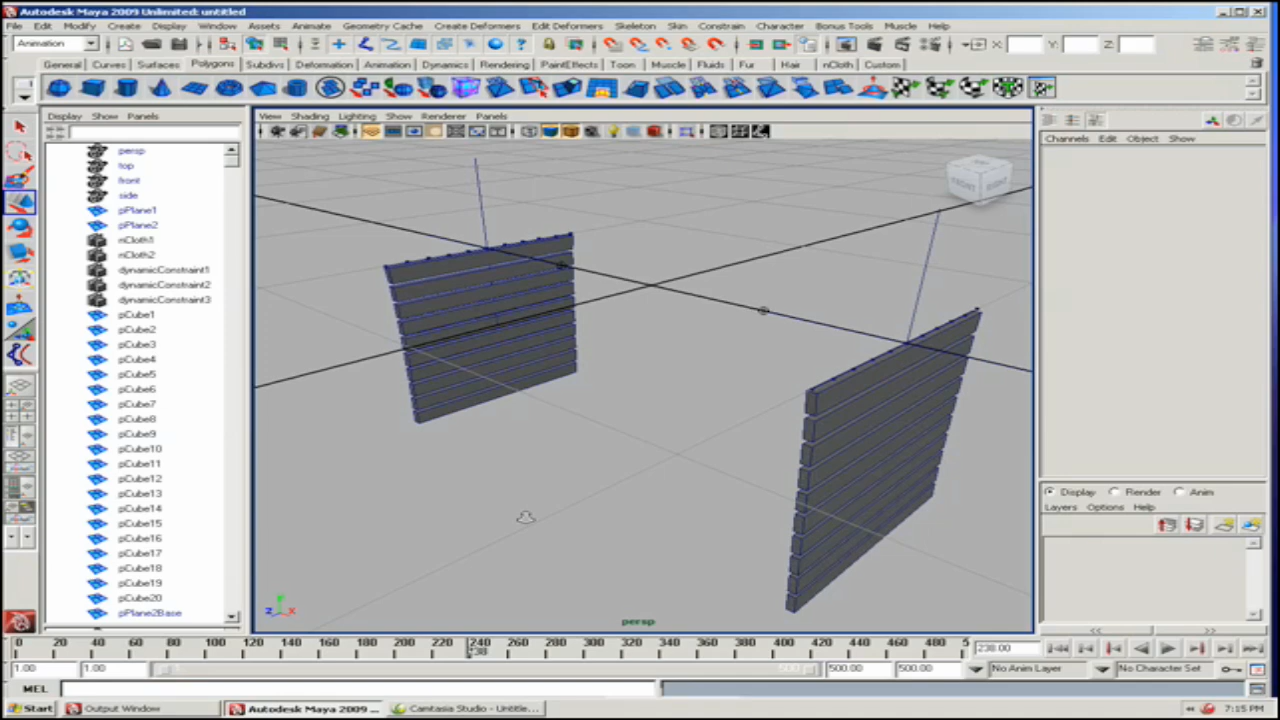 Autodesk Maya 2009 Unlimited: untitled
File Edit Modify Create Display Window Assets Animate Geometry Cache Create Deformers Edit Deformers Skeleton Skin Constrain Character Bonus Tools Muscle Help
Animation X: Y: Z:
General Curves Surfaces Polygons Subdivs Deformation Animation Dynamics Rendering PaintEffects Toon Muscle Fluids Fur Hair nCloth Custom
Display Show Panels
View Shading Lighting Show Renderer Panels
Channels Edit Object Show
persp
top
front
side
pPlane1
pPlane2
nCloth1
nCloth2
dynamicConstraint1
dynamicConstraint2
dynamicConstraint3
pCube1
pCube2
pCube3
pCube4
pCube5
pCube6
pCube7
pCube8
pCube9
pCube10
pCube11
pCube12
pCube13
pCube14
pCube15
pCube16
pCube17
pCube18
pCube19
pCube20
pPlane2Base
FRONT RIGHT
z y x
persp
Display Render Anim
Layers Options Help
0 20 40 60 80 100 120 140 160 180 200 220 240 260 280 300 320 340 360 380 400 420 440 460 480 5
238
238.00
1.00 1.00 500 500.00 500.00 No Anim Layer No Character Set
MEL
Start Output Window Autodesk Maya 2009 ... Camtasia Studio - Untitle... 7:15 PM